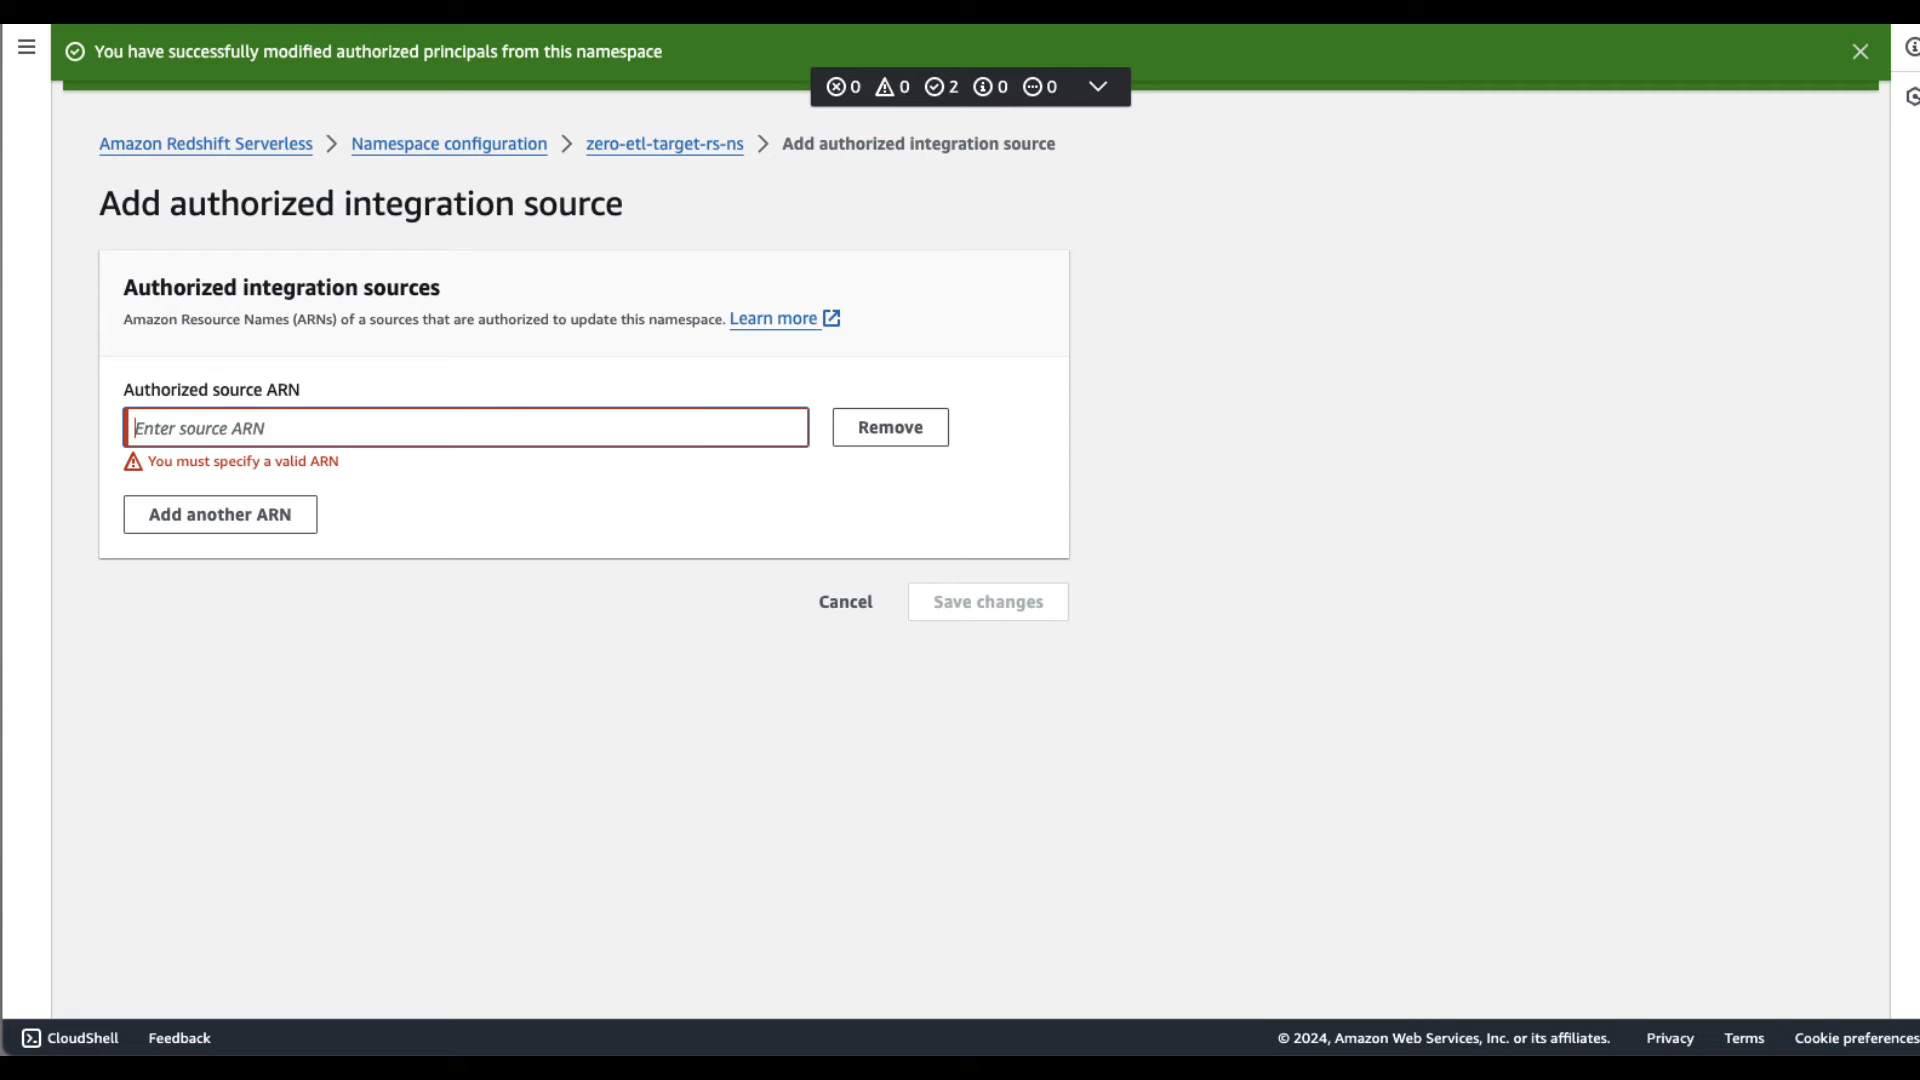 You have successfully modified authorized principals from this namespace
0 0 2 0 0
Amazon Redshift Serverless > Namespace configuration > zero-etl-target-rs-ns > Add authorized integration source
Add authorized integration source
Authorized integration sources
Amazon Resource Names (ARNs) of a sources that are authorized to update this namespace. Learn more
Authorized source ARN
Enter source ARN
Remove
You must specify a valid ARN
Add another ARN
Cancel
Save changes
CloudShell Feedback © 2024, Amazon Web Services, Inc. or its affiliates. Privacy Terms Cookie preferences